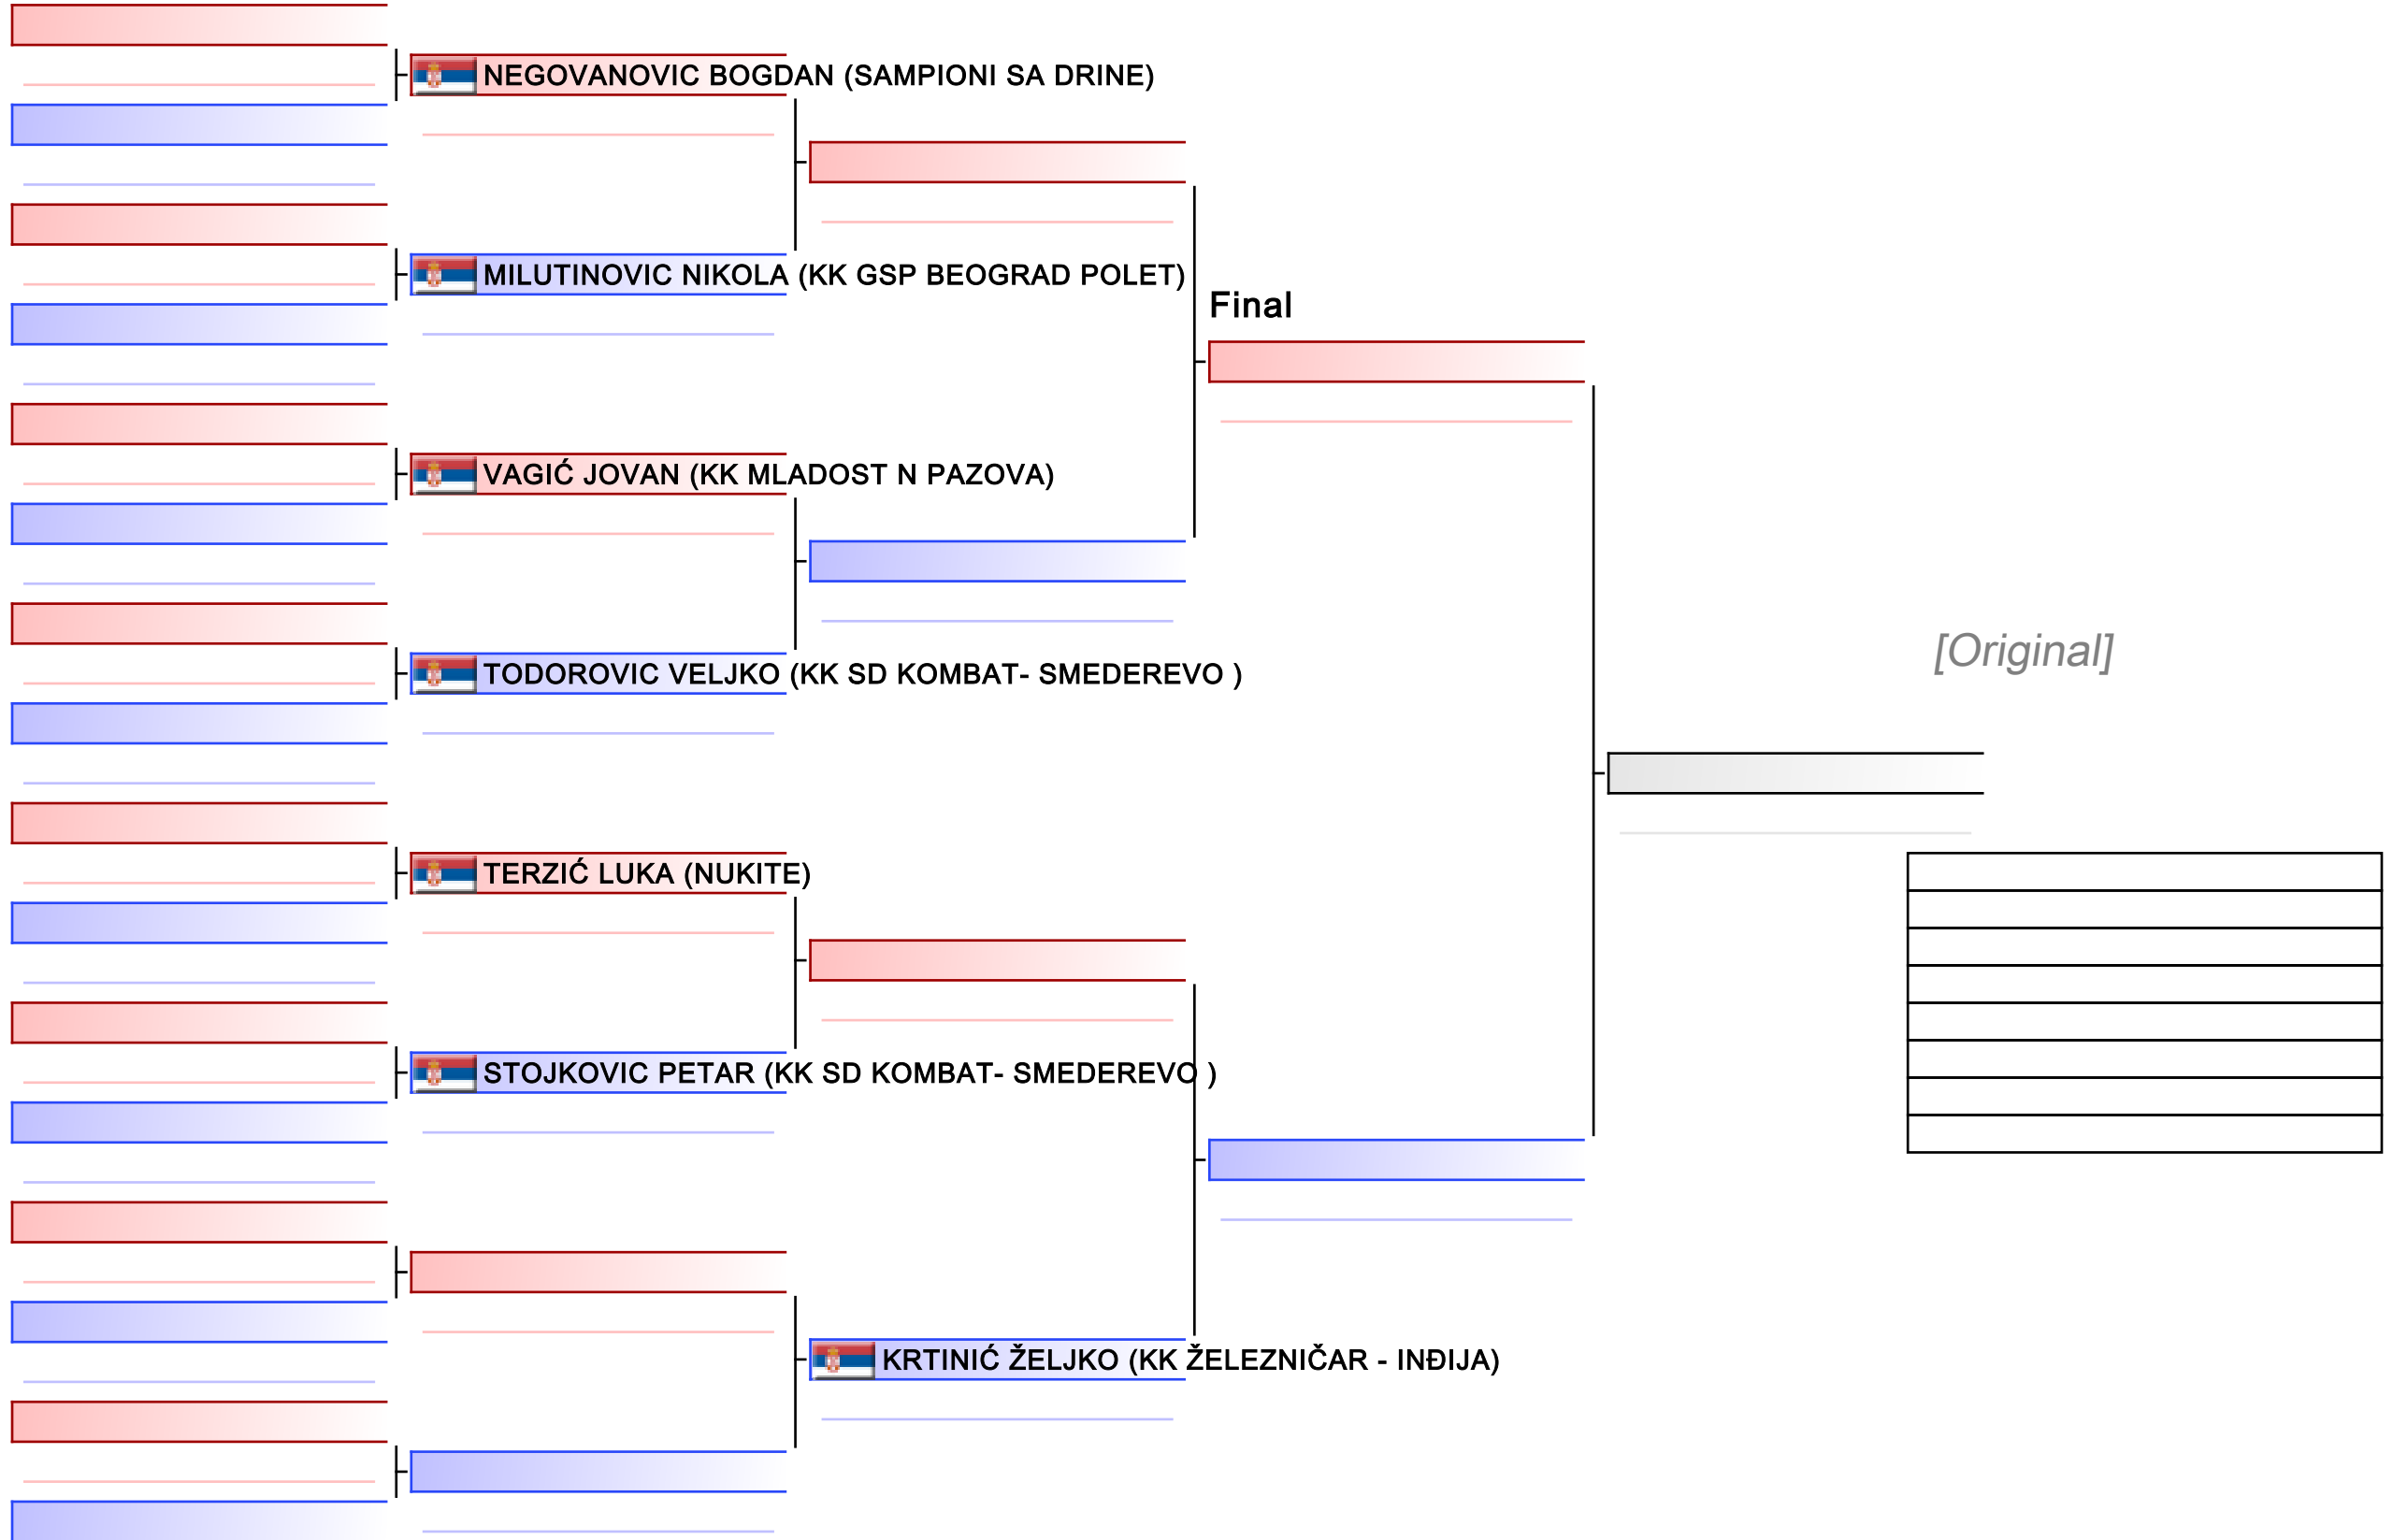 NEGOVANOVIC BOGDAN (SAMPIONI SA DRINE)
MILUTINOVIC NIKOLA (KK GSP BEOGRAD POLET)
Final
VAGIĆ JOVAN (KK MLADOST N PAZOVA)
[Original]
TODOROVIC VELJKO (KK SD KOMBAT- SMEDEREVO )
TERZIĆ LUKA (NUKITE)
STOJKOVIC PETAR (KK SD KOMBAT- SMEDEREVO )
KRTINIĆ ŽELJKO (KK ŽELEZNIČAR - INĐIJA)